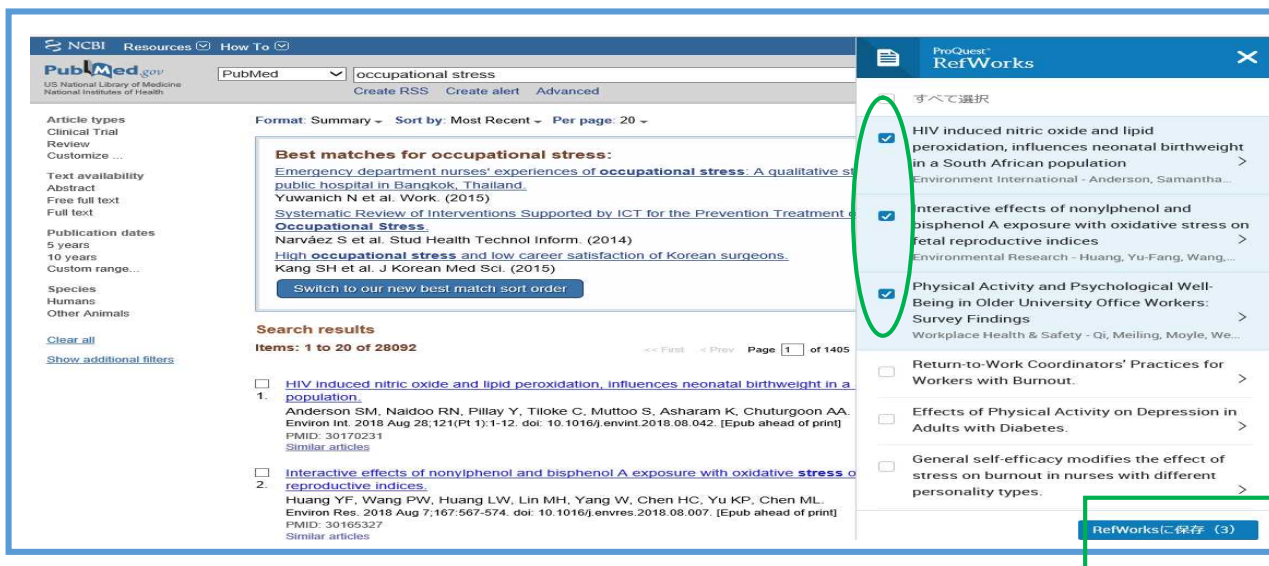 NCBI Resources How To
PubMed.gov
US National Library of Medicine
National Institutes of Health
PubMed
occupational stress
Create RSS Create alert Advanced
Article types
Clinical Trial
Review
Customize ...
Text availability
Abstract
Free full text
Full text
Publication dates
5 years
10 years
Custom range...
Species
Humans
Other Animals
Clear all
Show additional filters
Format: Summary Sort by: Most Recent Per page: 20
Best matches for occupational stress:
Emergency department nurses' experiences of occupational stress: A qualitative
public hospital in Bangkok, Thailand.
Yuwanich N et al. Work. (2015)
Systematic Review of Interventions Supported by ICT for the Prevention Treatment
Occupational Stress.
Narváez S et al. Stud Health Technol Inform. (2014)
High occupational stress and low career satisfaction of Korean surgeons.
Kang SH et al. J Korean Med Sci. (2015)
Switch to our new best match sort order
Search results
Items: 1 to 20 of 28092
<< First < Prev Page 1 of 1405
HIV induced nitric oxide and lipid peroxidation, influences neonatal birthweight in a
1. population.
Anderson SM, Naidoo RN, Pillay Y, Tiloke C, Muttoo S, Asharam K, Chuturgoon AA.
Environ Int. 2018 Aug 28;121(Pt 1):1-12. doi: 10.1016/j.envint.2018.08.042. [Epub ahead of print]
PMID: 30170231
Similar articles
Interactive effects of nonylphenol and bisphenol A exposure with oxidative stress o
2. reproductive indices.
Huang YF, Wang PW, Huang LW, Lin MH, Yang W, Chen HC, Yu KP, Chen ML.
Environ Res. 2018 Aug 7;167:567-574. doi: 10.1016/j.envres.2018.08.007. [Epub ahead of print]
PMID: 30165327
Similar articles
ProQuest
RefWorks
すべて選択
HIV induced nitric oxide and lipid
peroxidation, influences neonatal birthweight
in a South African population >
Environment International - Anderson, Samantha...
Interactive effects of nonylphenol and
bisphenol A exposure with oxidative stress on
fetal reproductive indices >
Environmental Research - Huang, Yu-Fang, Wang,...
Physical Activity and Psychological Well-
Being in Older University Office Workers:
Survey Findings >
Workplace Health & Safety - Qi, Meiling, Moyle, We...
Return-to-Work Coordinators' Practices for
Workers with Burnout. >
Effects of Physical Activity on Depression in
Adults with Diabetes. >
General self-efficacy modifies the effect of
stress on burnout in nurses with different
personality types. >
RefWorksに保存 (3)